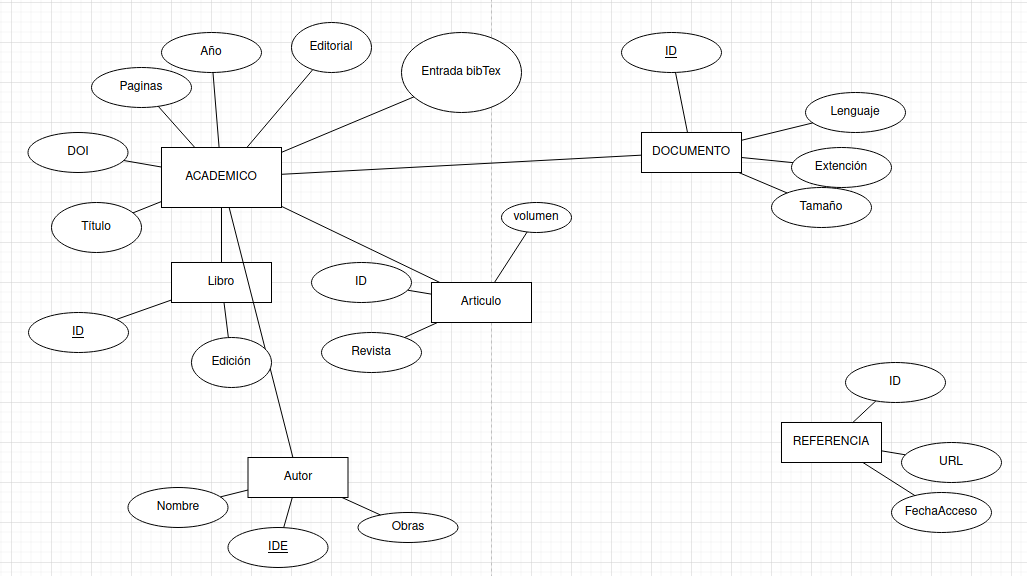 Año
Editorial
ID
Entrada bibTex
Paginas
Lenguaje
DOI
DOCUMENTO
Extención
ACADEMICO
Tamaño
volumen
Título
Libro
ID
Articulo
ID
Revista
Edición
ID
REFERENCIA
URL
Autor
Nombre
FechaAcceso
Obras
IDE